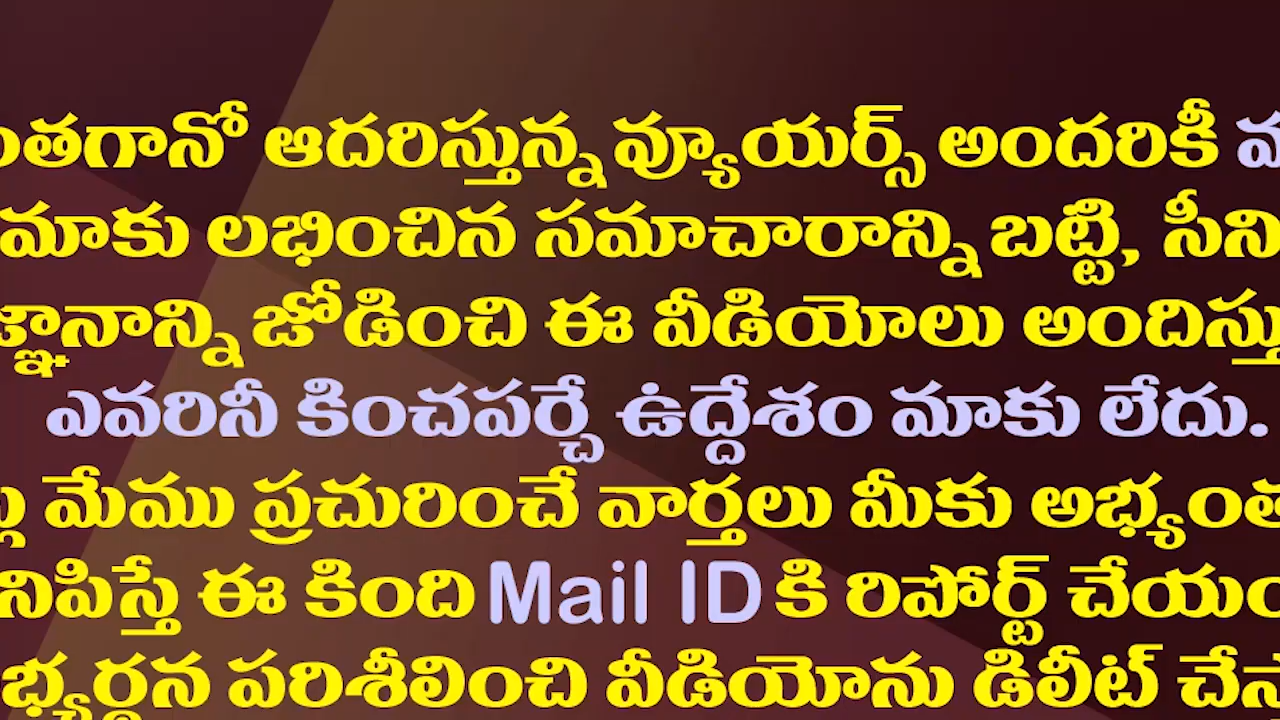 ంతగానో ఆదరిస్తున్న వ్యూయర్స్ అందరికీ
మాకు లభించిన సమాచారాన్ని బట్టి, సీని
జ్ఞానాన్ని జోడించి ఈ వీడియోలు అందిస్తు
ఎవరినీ కించపర్చే ఉద్దేశం మాకు లేదు.
మేము ప్రచురించే వార్తలు మీకు అభ్యంత
నిపిస్తే ఈ కింది Mail ID కి రిపోర్ట్ చేయం
భ్యర్థన పరిశీలించి వీడియోను డిలీట్ చేస